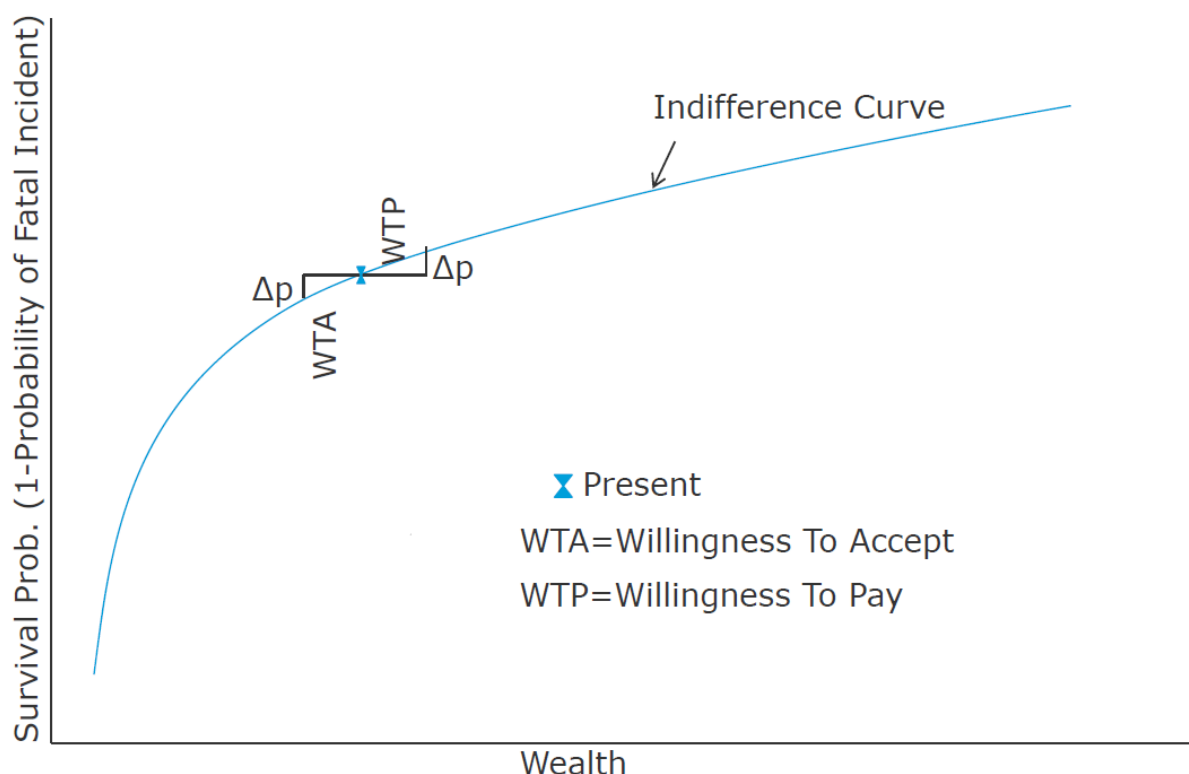 Survival Prob. (1-Probability of Fatal Incident)
Indifference Curve
WTP
Δp
Δp
WTA
Present
WTA=Willingness To Accept
WTP=Willingness To Pay
Wealth